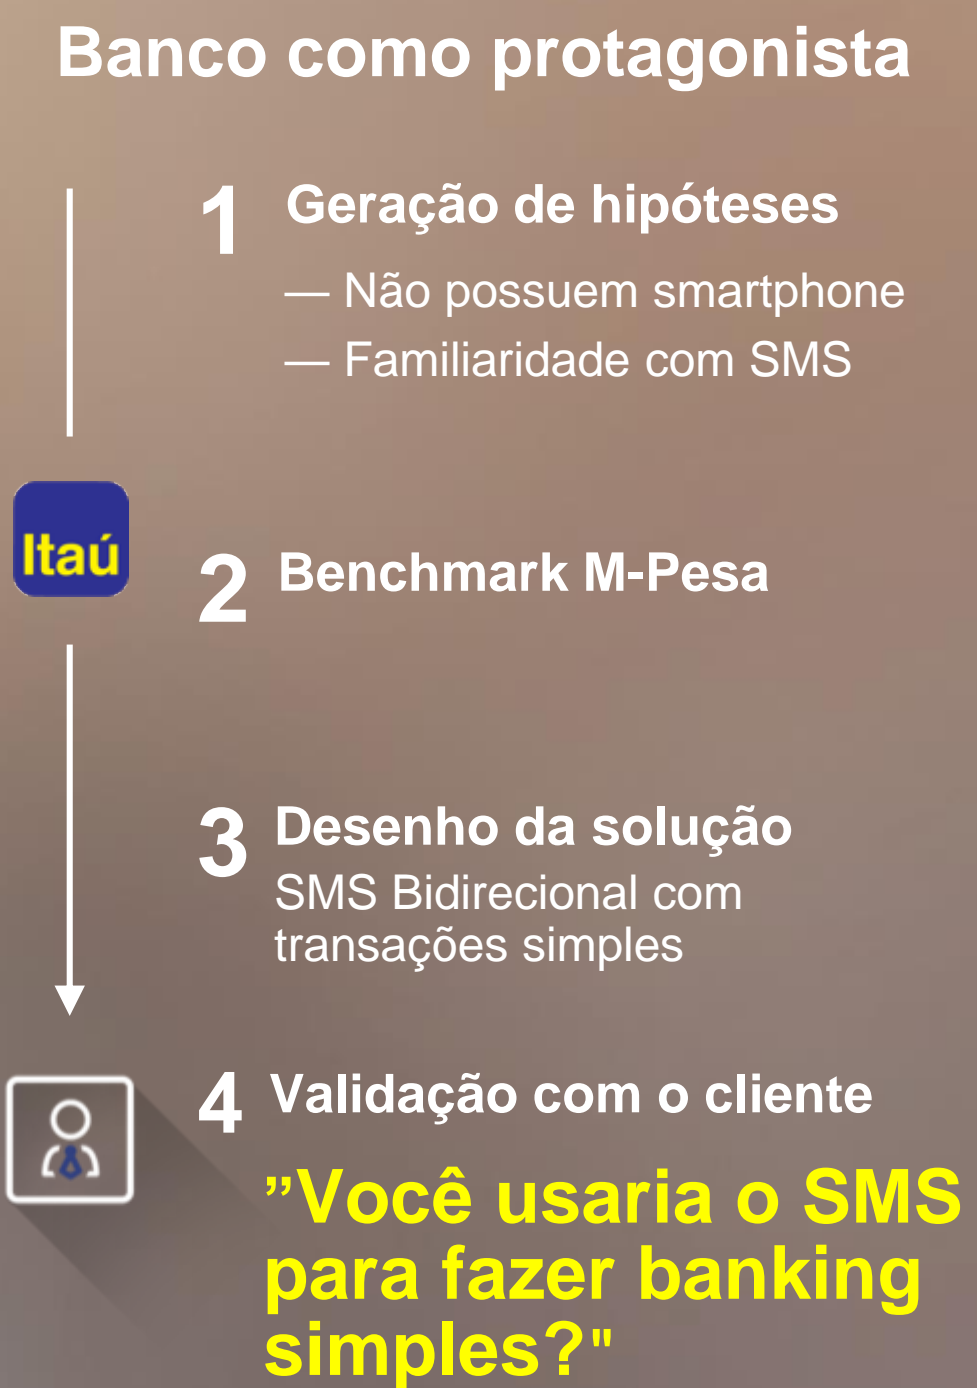 Banco como protagonista
1 Geração de hipóteses
— Não possuem smartphone
— Familiaridade com SMS
Itaú
2 Benchmark M-Pesa
3 Desenho da solução
SMS Bidirecional com
transações simples
4 Validação com o cliente
”Você usaria o SMS
para fazer banking
simples?"